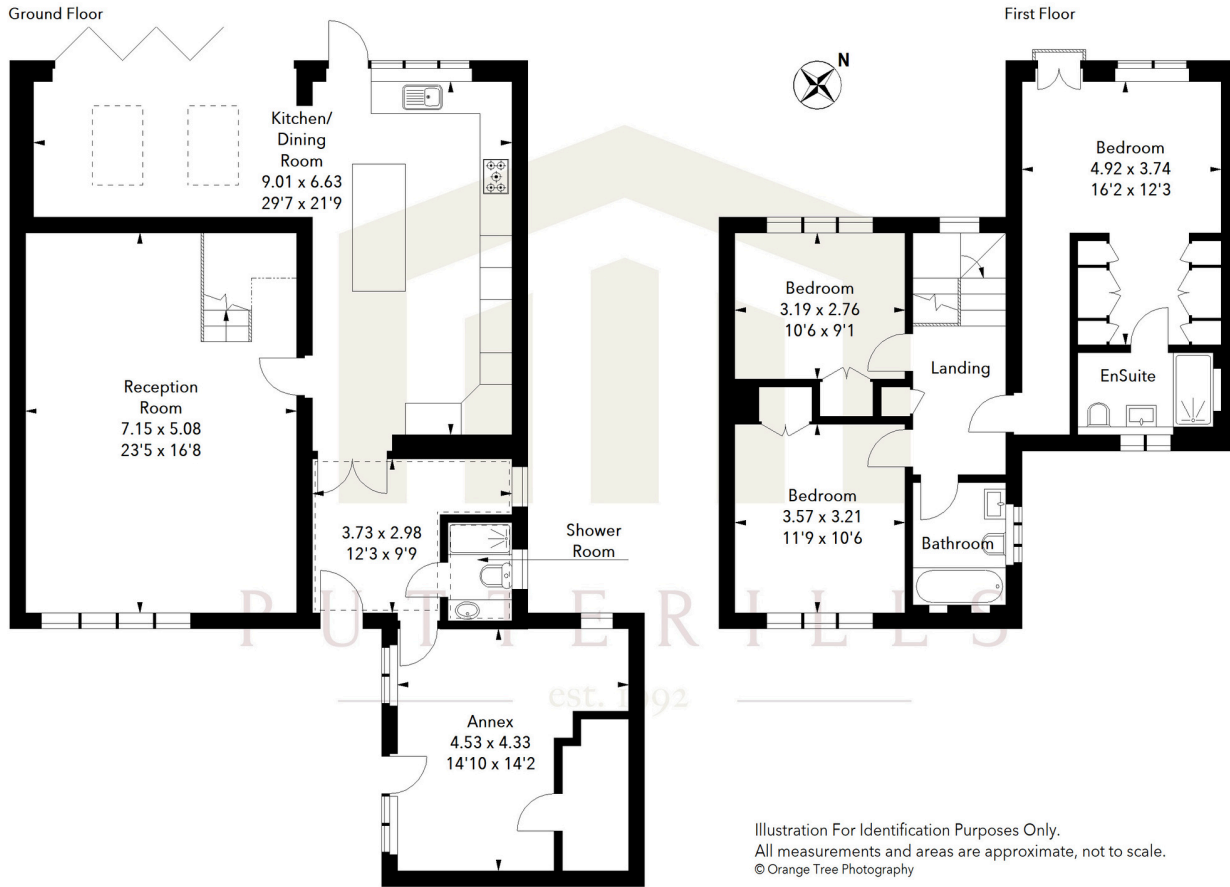 Ground Floor
Kitchen/
Dining
Room
9.01 x 6.63
29'7 x 21'9
Reception
Room
7.15 x 5.08
23'5 x 16'8
3.73 x 2.98
12'3 x 9'9
Shower
Room
Annex
4.53 x 4.33
14'10 x 14'2
N
First Floor
Bedroom
4.92 x 3.74
16'2 x 12'3
Bedroom
3.19 x 2.76
10'6 x 9'1
Landing
EnSuite
Bedroom
3.57 x 3.21
11'9 x 10'6
Bathroom
PUTTERILLS
est. 1992
Illustration For Identification Purposes Only.
All measurements and areas are approximate, not to scale.
© Orange Tree Photography